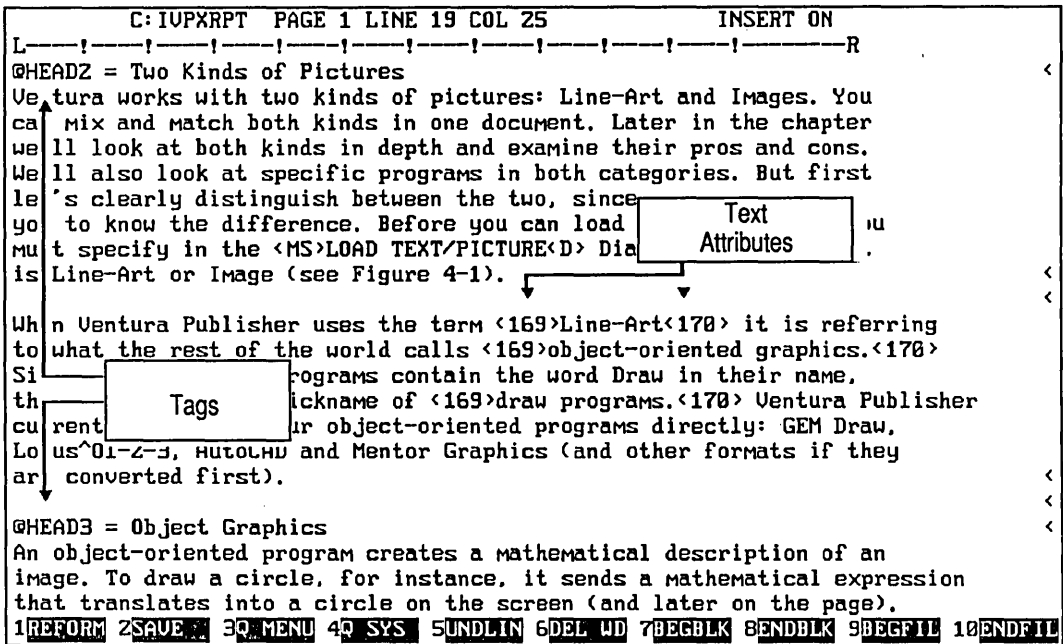 C:IVPXRPT PAGE 1 LINE 19 COL 25 INSERT ON
L----!----!----!----!----!----!----!----!----!----!----!--------R
@HEAD2 = Two Kinds of Pictures <
Ve tura works with two kinds of pictures: Line-Art and Images. You
ca mix and match both kinds in one document. Later in the chapter
we ll look at both kinds in depth and examine their pros and cons.
We ll also look at specific programs in both categories. But first
le 's clearly distinguish between the two, since
yo to know the difference. Before you can load ou
mu t specify in the <MS>LOAD TEXT/PICTURE<D> Dia .
is Line-Art or Image (see Figure 4-1). <
<
Text
Attributes
Wh n Ventura Publisher uses the term <169>Line-Art<170> it is referring
to what the rest of the world calls <169>object-oriented graphics.<170>
Si rograms contain the word Draw in their name,
th ickname of <169>draw programs.<170> Ventura Publisher
cu rent ur object-oriented programs directly: GEM Draw,
Lo us^01-2-3, AutoCAD and Mentor Graphics (and other formats if they
ar converted first). <
<
Tags
@HEAD3 = Object Graphics <
An object-oriented program creates a mathematical description of an
image. To draw a circle, for instance, it sends a mathematical expression
that translates into a circle on the screen (and later on the page).
1REFORM 2SAVE 3Q MENU 4Q SYS 5UNDLIN 6DEL WD 7BEGBLK 8ENDBLK 9BEGFIL 10ENDFIL